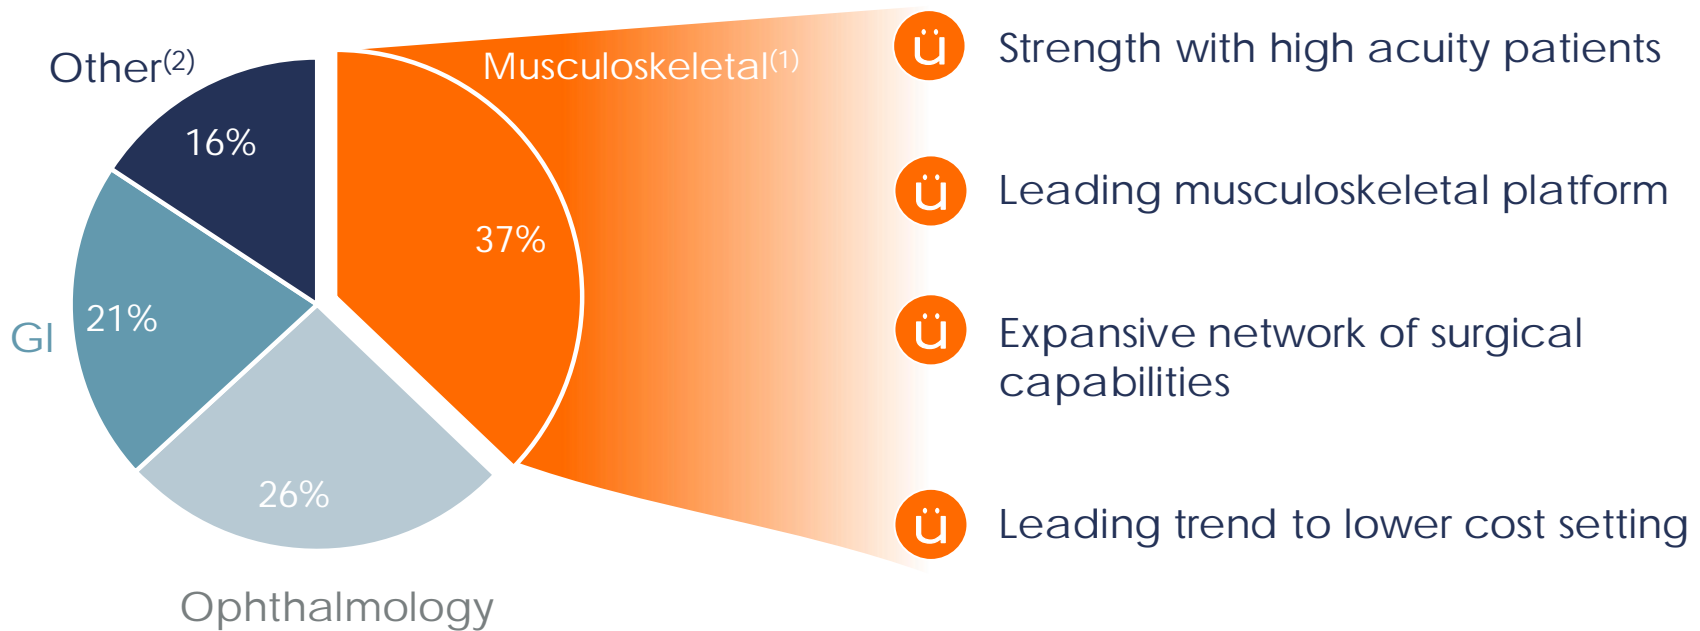 Other(2)
Musculoskeletal(1)
16%
37%
21%
GI
26%
Ophthalmology
ü Strength with high acuity patients
ü Leading musculoskeletal platform
ü Expansive network of surgical
capabilities
ü Leading trend to lower cost setting